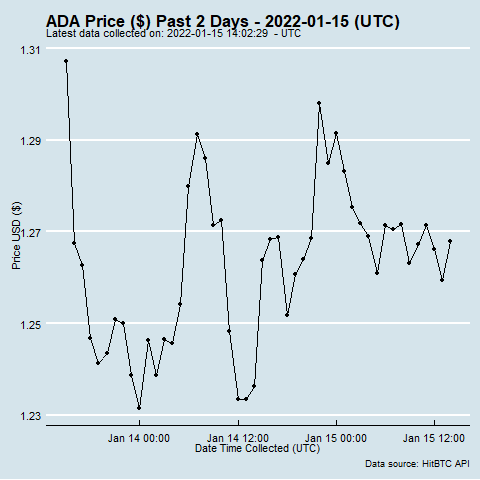 ADA Price ($) Past 2 Days - 2022-01-15 (UTC)
Latest data collected on: 2022-01-15 14:02:29 - UTC
1.31
1.29
1.27
1.25
1.23
Price USD ($)
Jan 14 00:00
Jan 14 12:00
Jan 15 00:00
Jan 15 12:00
Date Time Collected (UTC)
Data source: HitBTC API